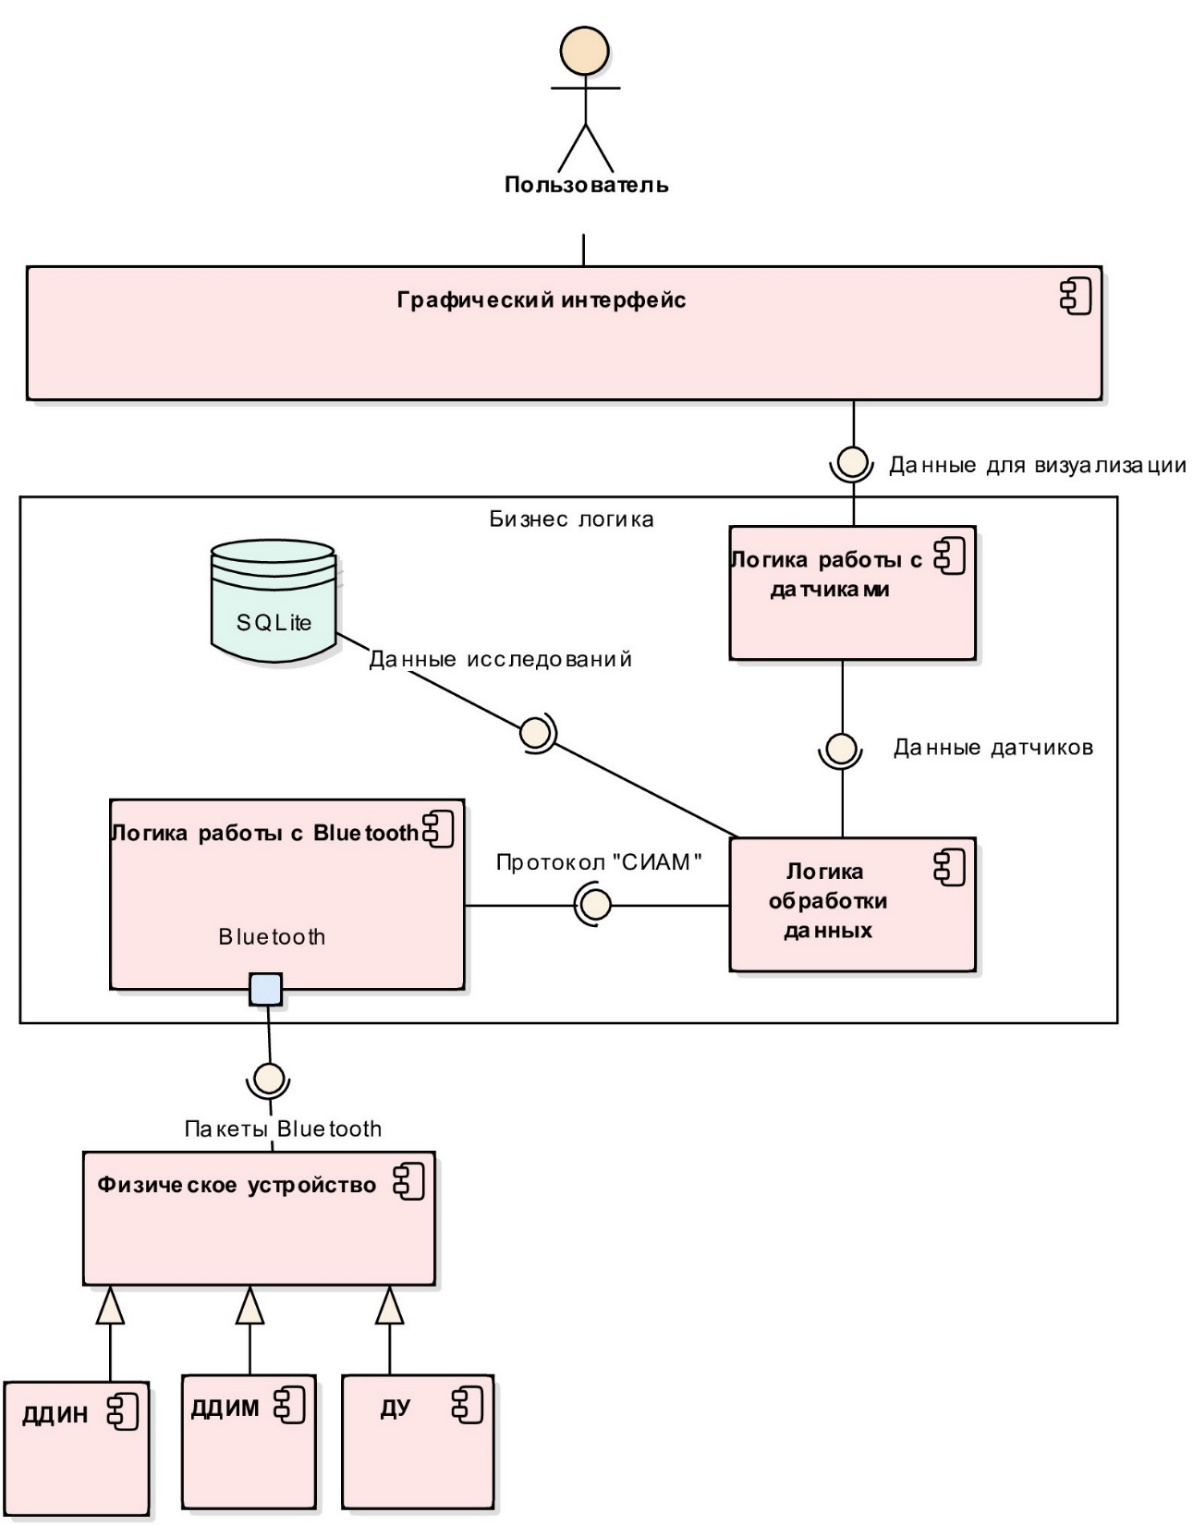 Пользователь
Графический интерфейс
Данные для визуализации
Бизнес логика
Логика работы с
датчиками
SQLite
Данные исследований
Данные датчиков
Логика работы с Bluetooth
Протокол "СИАМ"
Логика
обработки
данных
Bluetooth
Пакеты Bluetooth
Физическое устройство
ДДИН
ДДИМ
ДУ